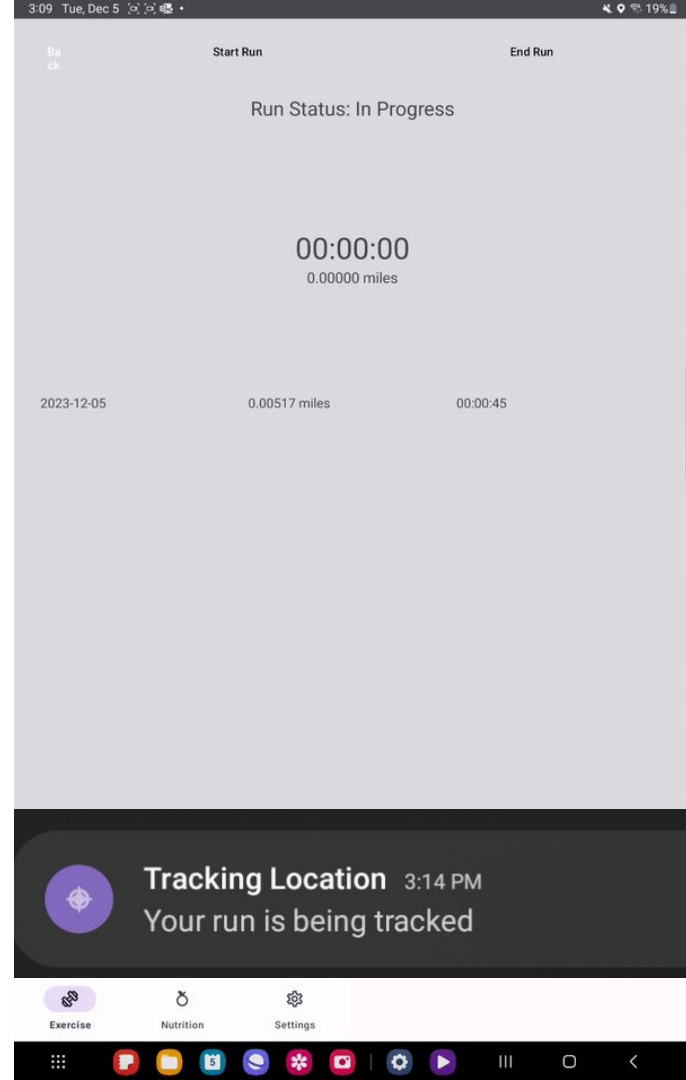 3:09 Tue, Dec 5 19%
Ba
ck
Start Run End Run
Run Status: In Progress
00:00:00
0.00000 miles
2023-12-05 0.00517 miles 00:00:45
Tracking Location 3:14 PM
Your run is being tracked
Exercise Nutrition Settings
5